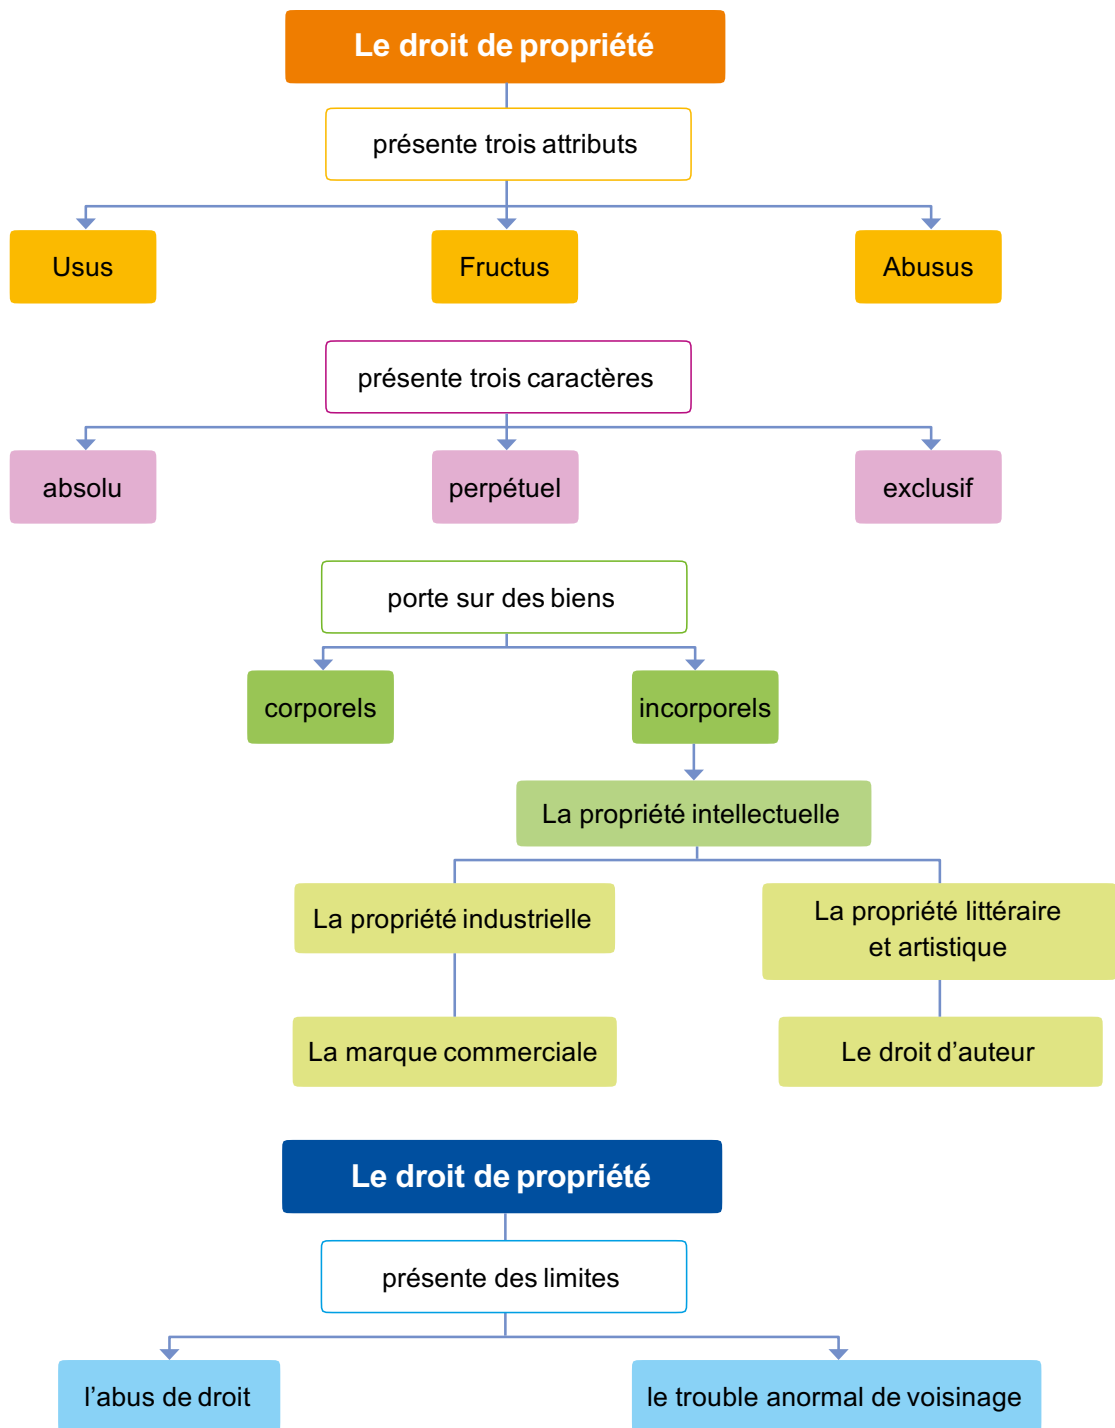 Le droit de propriété
présente trois attributs
Usus
Fructus
Abusus
présente trois caractères
absolu
perpétuel
exclusif
porte sur des biens
corporels
incorporels
La propriété intellectuelle
La propriété industrielle
La propriété littéraire
et artistique
La marque commerciale
Le droit d’auteur
Le droit de propriété
présente des limites
l’abus de droit
le trouble anormal de voisinage